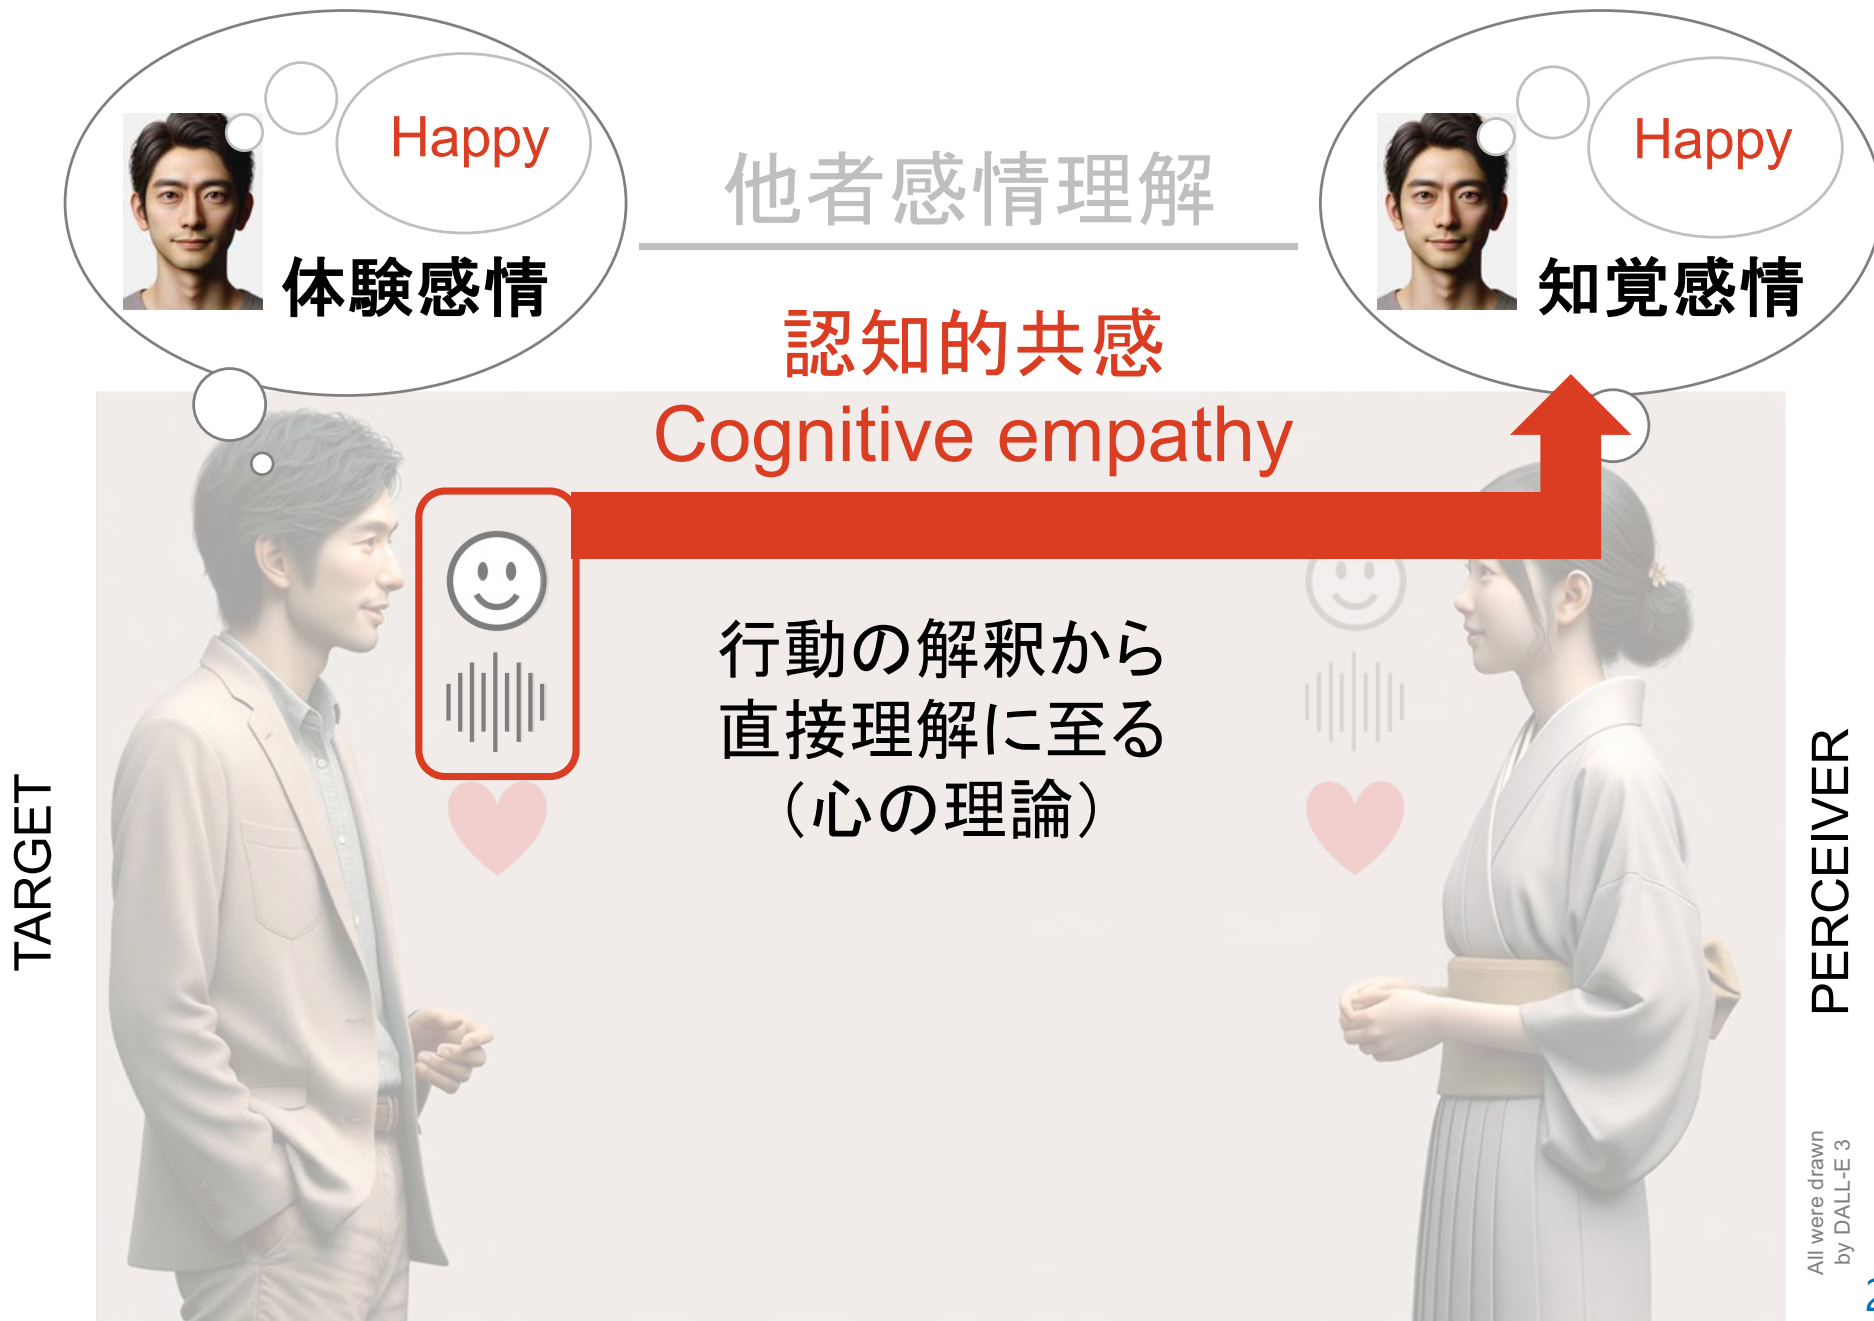 Happy
体験感情
他者感情理解
Happy
知覚感情
認知的共感
Cognitive empathy
行動の解釈から
直接理解に至る
（心の理論）
TARGET
PERCEIVER
All were drawn
by DALL-E 3